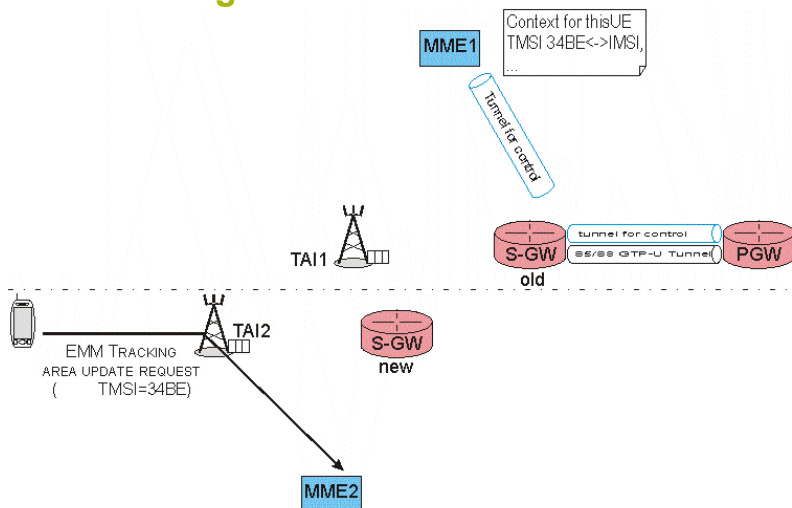 Context for thisUE
TMSI 34BE<->IMSI,
...
MME1
Tunnel for control
TAI1
S-GW
old
tunnel for control
S5/S8 GTP-U Tunnel
PGW
TAI2
EMM TRACKING
AREA UPDATE REQUEST
( TMSI=34BE)
S-GW
new
MME2